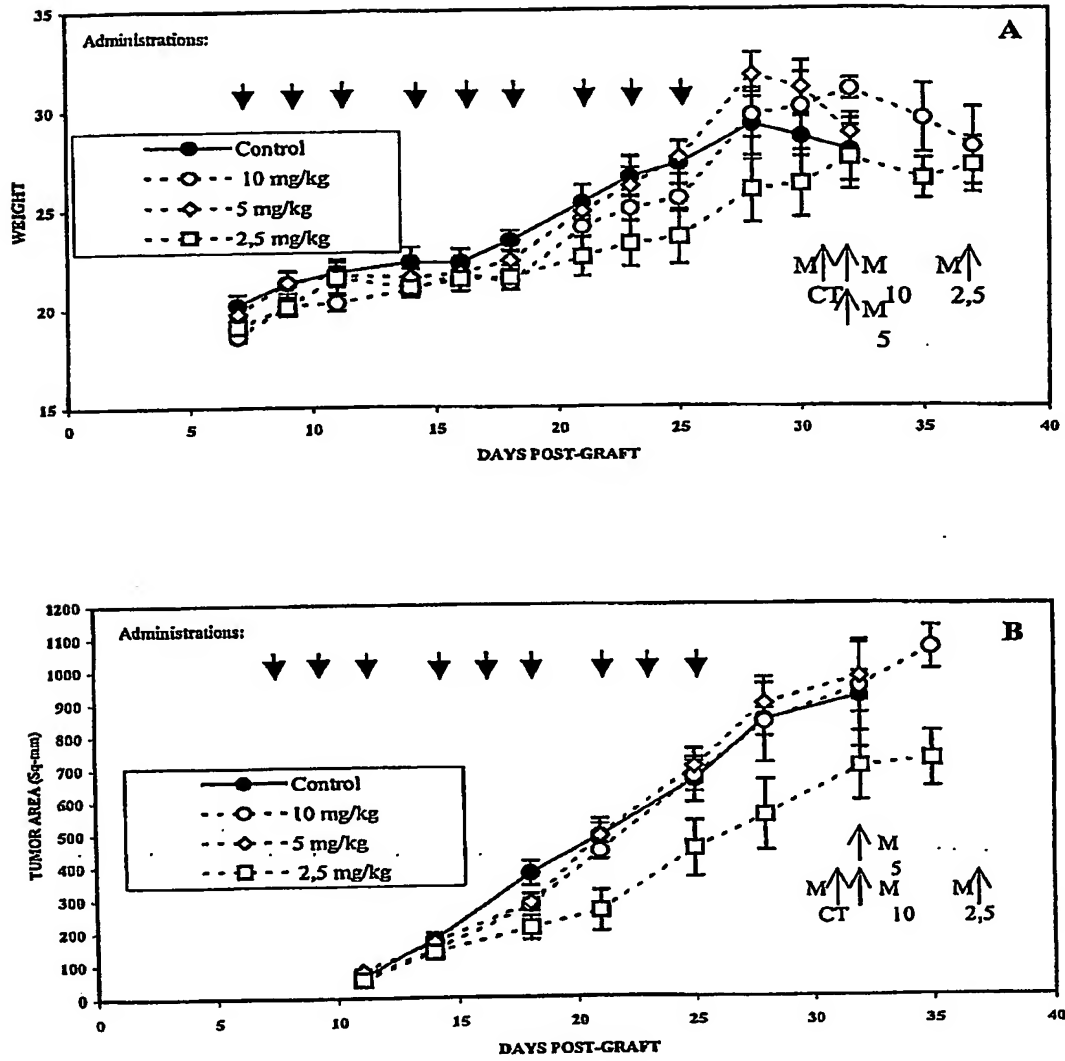 35
Administrations:
A
30
Control
10 mg/kg
5 mg/kg
2,5 mg/kg
25
WEIGHT
20
M M M
CT 10 2,5
M
5
15
0 5 10 15 20 25 30 35 40
DAYS POST-GRAFT
1200
Administrations:
B
1100
1000
900
800
700
Control
10 mg/kg
5 mg/kg
2,5 mg/kg
600
500
400
300
200
100
0
TUMOR AREA (Sq-mm)
M
5
M M M
CT 10 2,5
0 5 10 15 20 25 30 35 40
DAYS POST-GRAFT